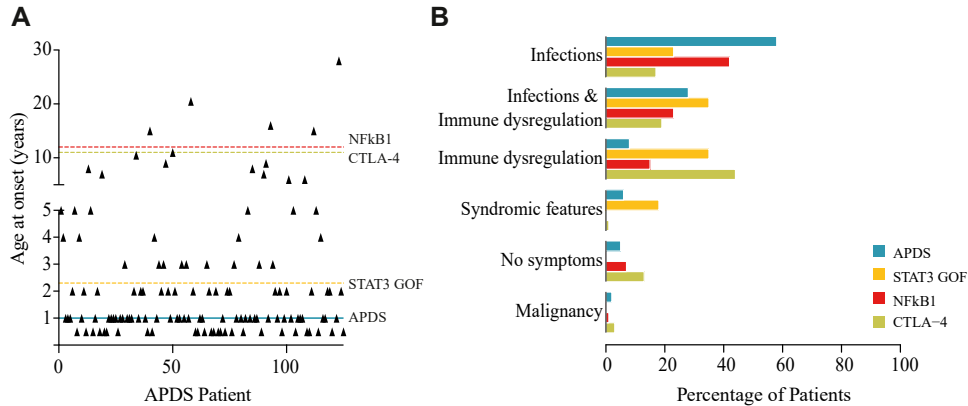 A
Age at onset (years)
30
20
10
5
4
3
2
1
NFkB1
CTLA-4
STAT3 GOF
APDS
0
50
100
APDS Patient
B
Infections
Infections &
Immune dysregulation
Immune dysregulation
Syndromic features
No symptoms
Malignancy
APDS
STAT3 GOF
NFkB1
CTLA−4
0
20
40
60
80
100
Percentage of Patients